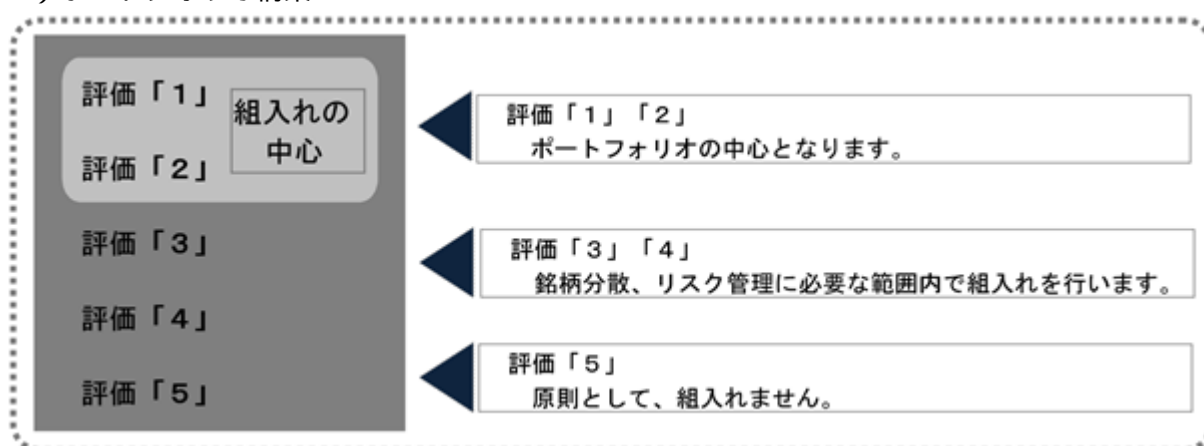 評価「１」
組入れの
中心
評価「２」
評価「３」
評価「４」
評価「５」
評価「１」「２」
ポートフォリオの中心となります。
評価「３」「４」
銘柄分散、リスク管理に必要な範囲内で組入れを行います。
評価「５」
原則として、組入れません。